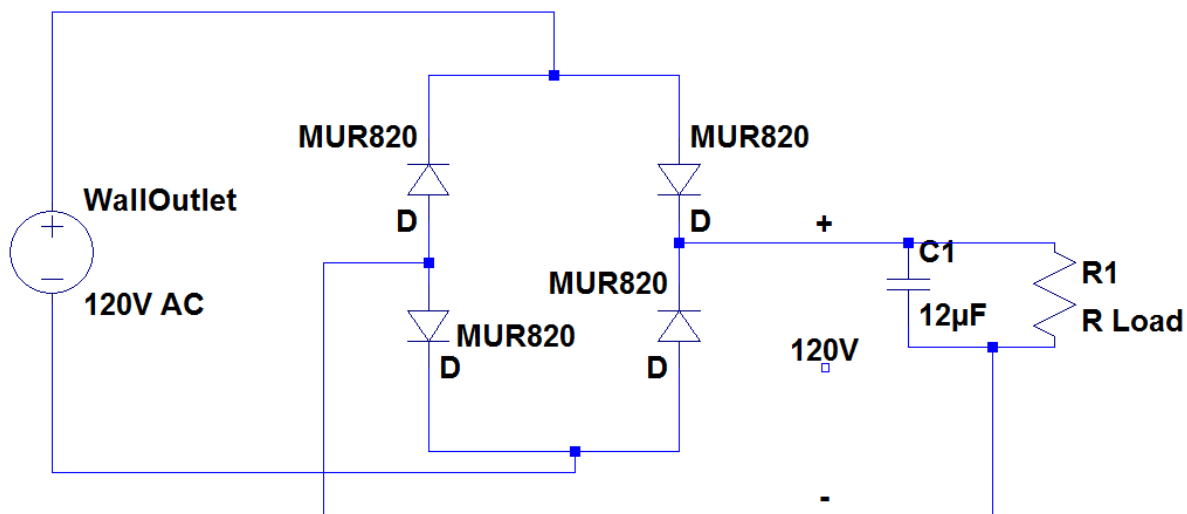 MUR820
MUR820
WallOutlet
+
D
D
+
−
C1
MUR820
R1
120V AC
12µF
R Load
MUR820
120V
D
D
-